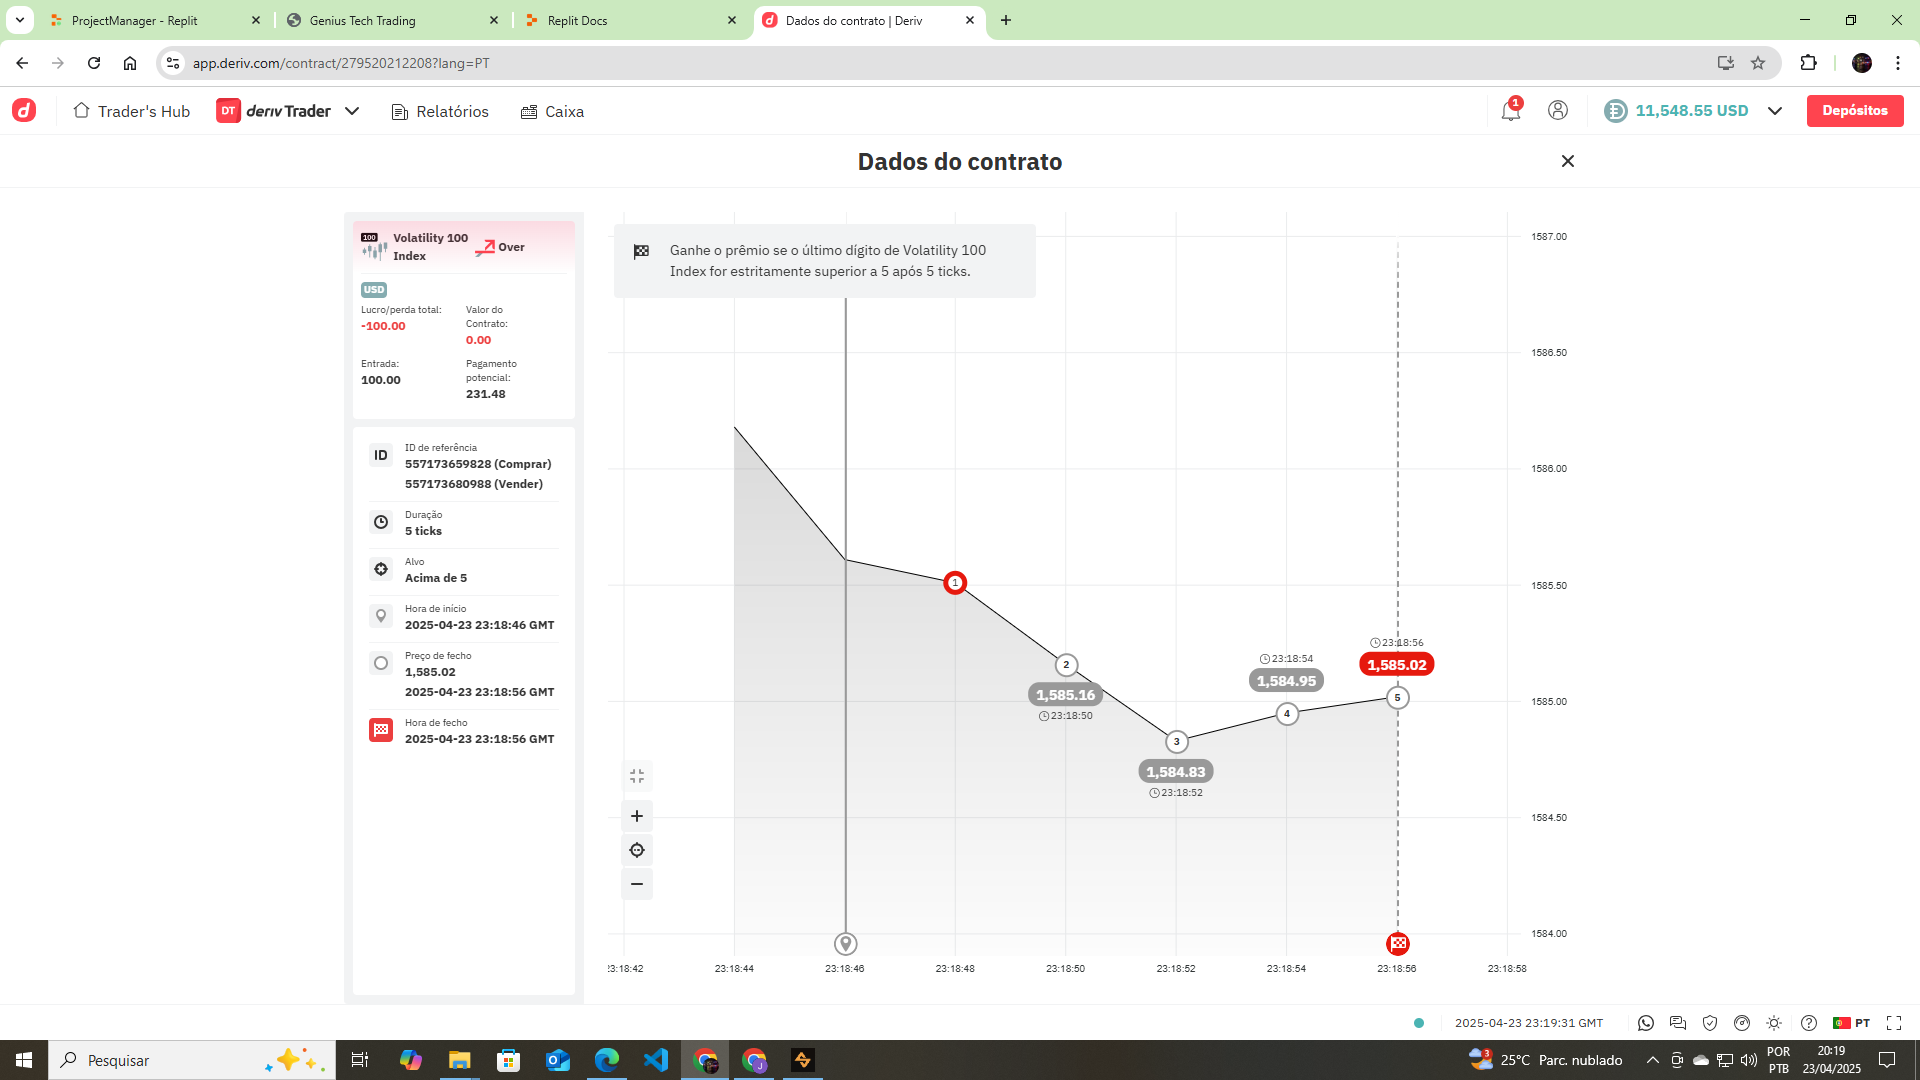 ProjectManager - Replit
Genius Tech Trading
Replit Docs
Dados do contrato | Deriv
app.deriv.com/contract/279520212208?lang=PT
Trader's Hub
DT deriv Trader
Relatórios
Caixa
1
11,548.55 USD
Depósitos
Dados do contrato
100
Volatility 100
Index
Over
USD
Lucro/perda total:
-100.00
Valor do
Contrato:
0.00
Entrada:
100.00
Pagamento
potencial:
231.48
ID
ID de referência
557173659828 (Comprar)
557173680988 (Vender)
Duração
5 ticks
Alvo
Acima de 5
Hora de início
2025-04-23 23:18:46 GMT
Preço de fecho
1,585.02
2025-04-23 23:18:56 GMT
Hora de fecho
2025-04-23 23:18:56 GMT
Ganhe o prêmio se o último dígito de Volatility 100
Index for estritamente superior a 5 após 5 ticks.
1587.00
1586.50
1586.00
1585.50
1585.00
1584.50
1584.00
1
2
1,585.16
23:18:50
3
1,584.83
23:18:52
23:18:54
1,584.95
4
23:18:56
1,585.02
5
23:18:42
23:18:44
23:18:46
23:18:48
23:18:50
23:18:52
23:18:54
23:18:56
23:18:58
2025-04-23 23:19:31 GMT
PT
Pesquisar
J
3
25°C Parc. nublado
POR
PTB
20:19
23/04/2025